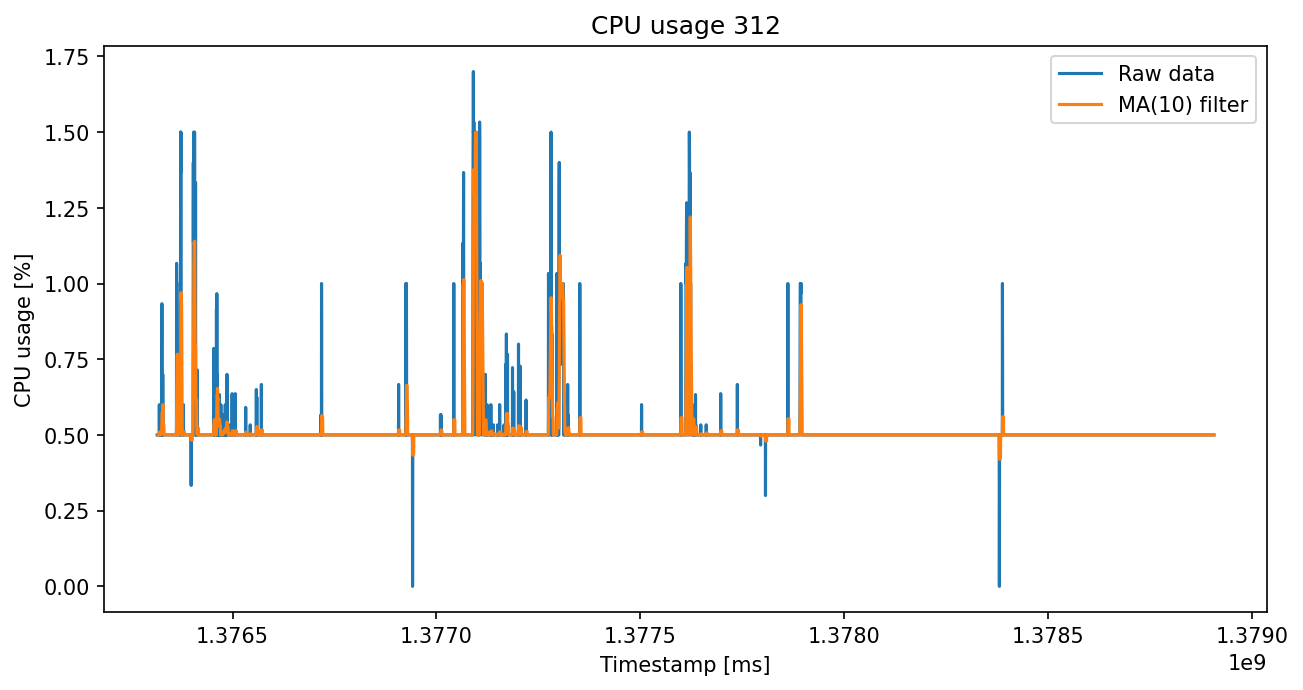 CPU usage 312
Raw data
MA(10) filter
CPU usage [%]
1.75
1.50
1.25
1.00
0.75
0.50
0.25
0.00
1.3765
1.3770
1.3775
1.3780
1.3785
1.3790
1e9
Timestamp [ms]